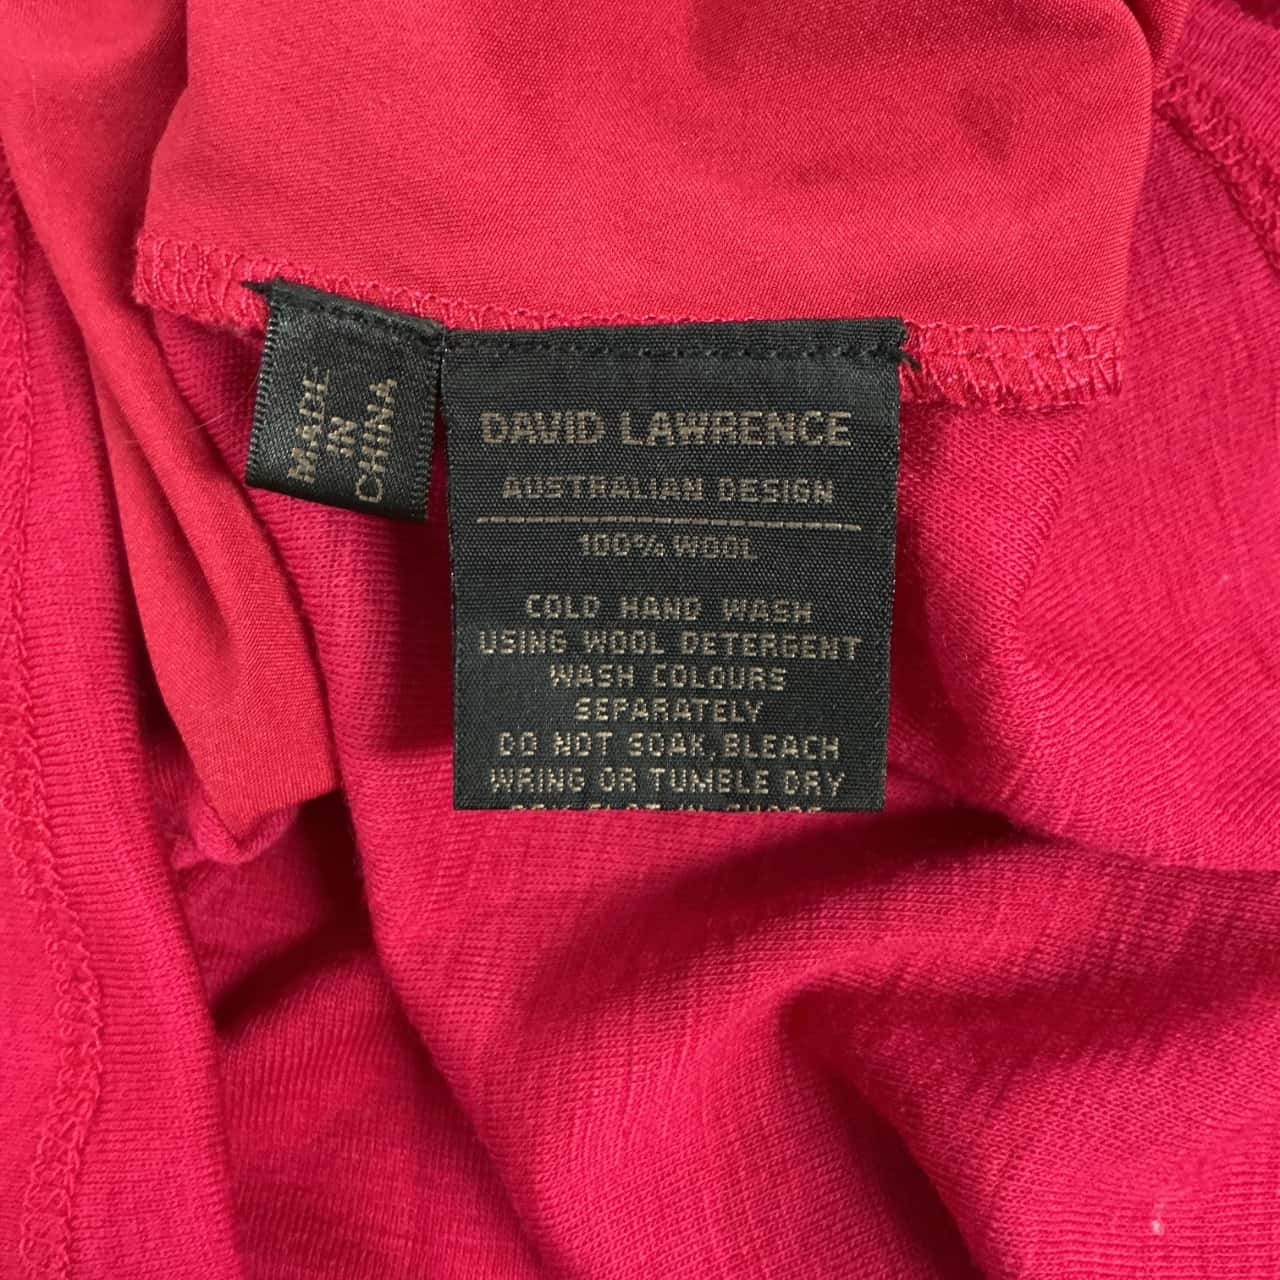 MADE
IN
CHINA
DAVID LAWRENCE
AUSTRALIAN DESIGN
100% WOOL
COLD HAND WASH
USING WOOL DETERGENT
WASH COLOURS
SEPARATELY
DO NOT SOAK, BLEACH
WRING OR TUMBLE DRY